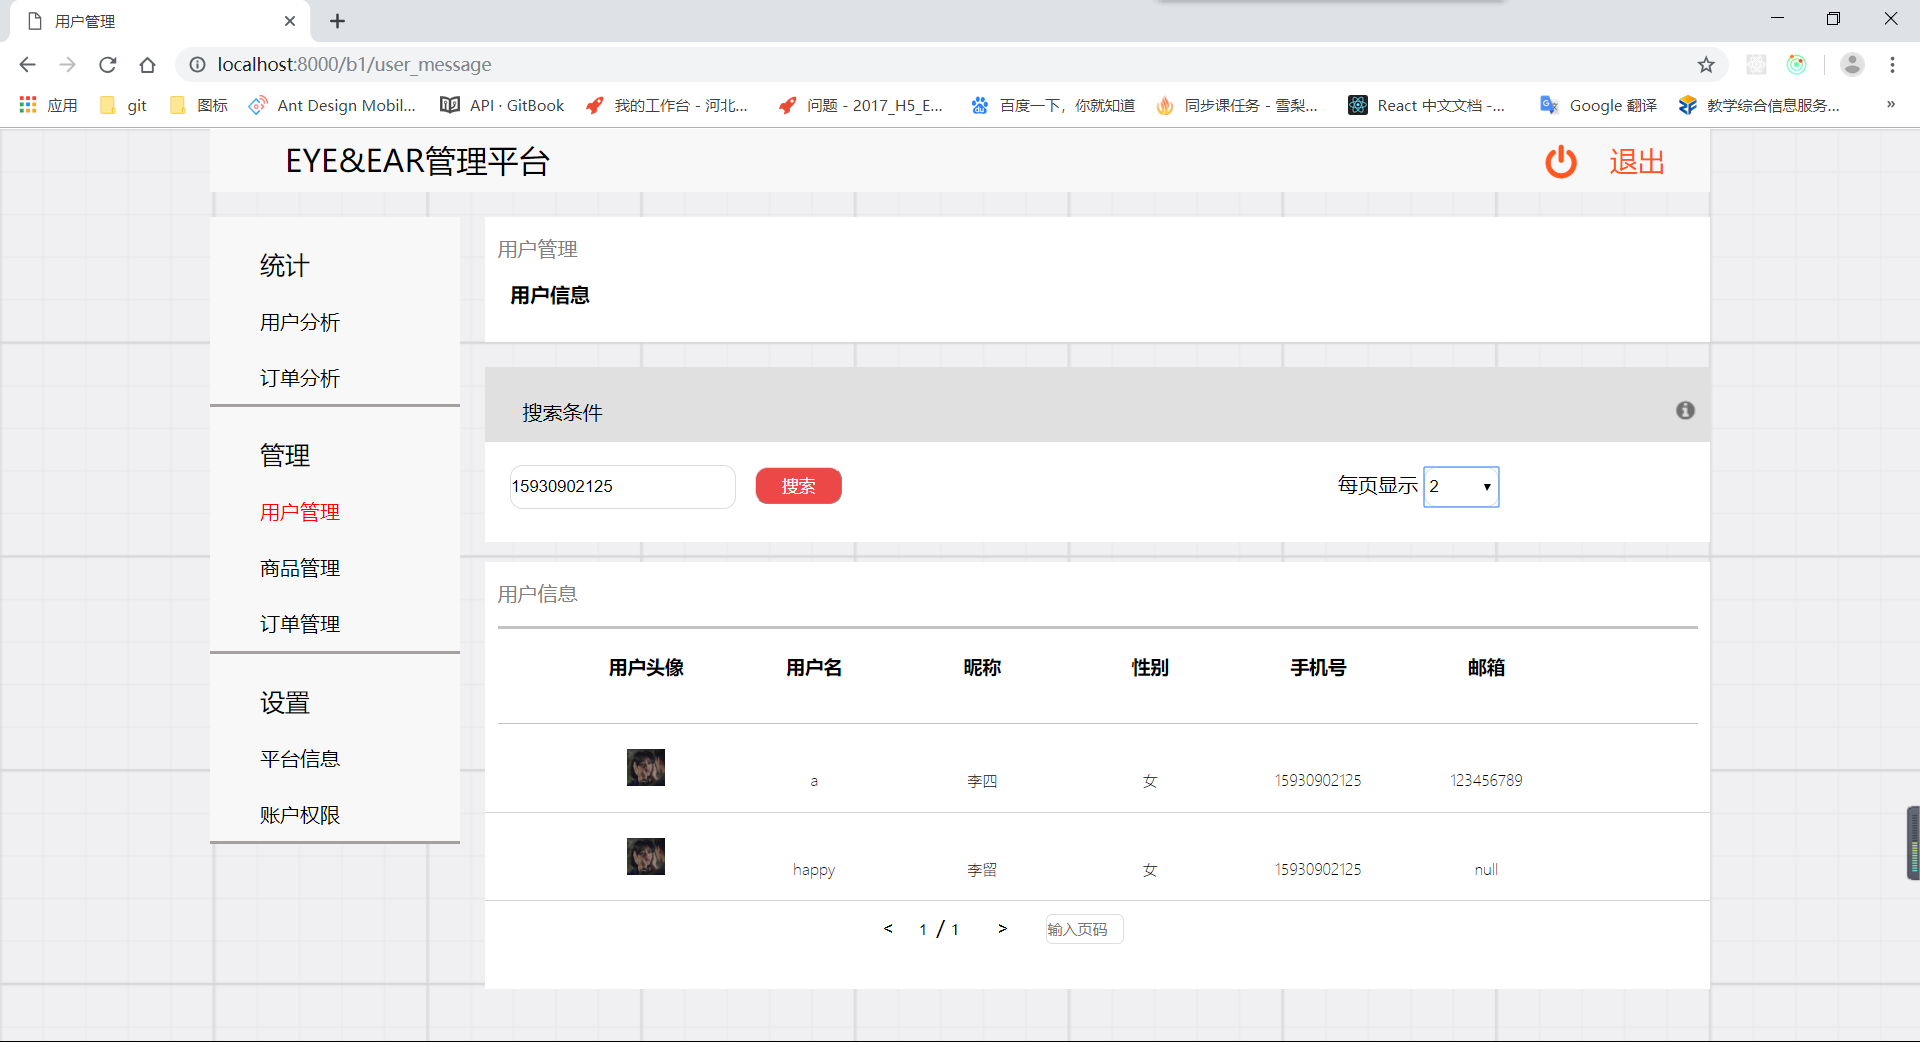 用户管理
localhost:8000/b1/user_message
应用
git
图标
Ant Design Mobil...
API · GitBook
我的工作台 - 河北...
问题 - 2017_H5_E...
百度一下，你就知道
同步课任务 - 雪梨...
React 中文文档 -...
Google 翻译
教学综合信息服务...
»
EYE&EAR管理平台
退出
统计
用户分析
订单分析
管理
用户管理
商品管理
订单管理
设置
平台信息
账户权限
用户管理
用户信息
搜索条件
15930902125
搜索
每页显示 2
用户信息
用户头像 用户名 昵称 性别 手机号 邮箱
a 李四 女 15930902125 123456789
happy 李留 女 15930902125 null
< 1 / 1 > 输入页码